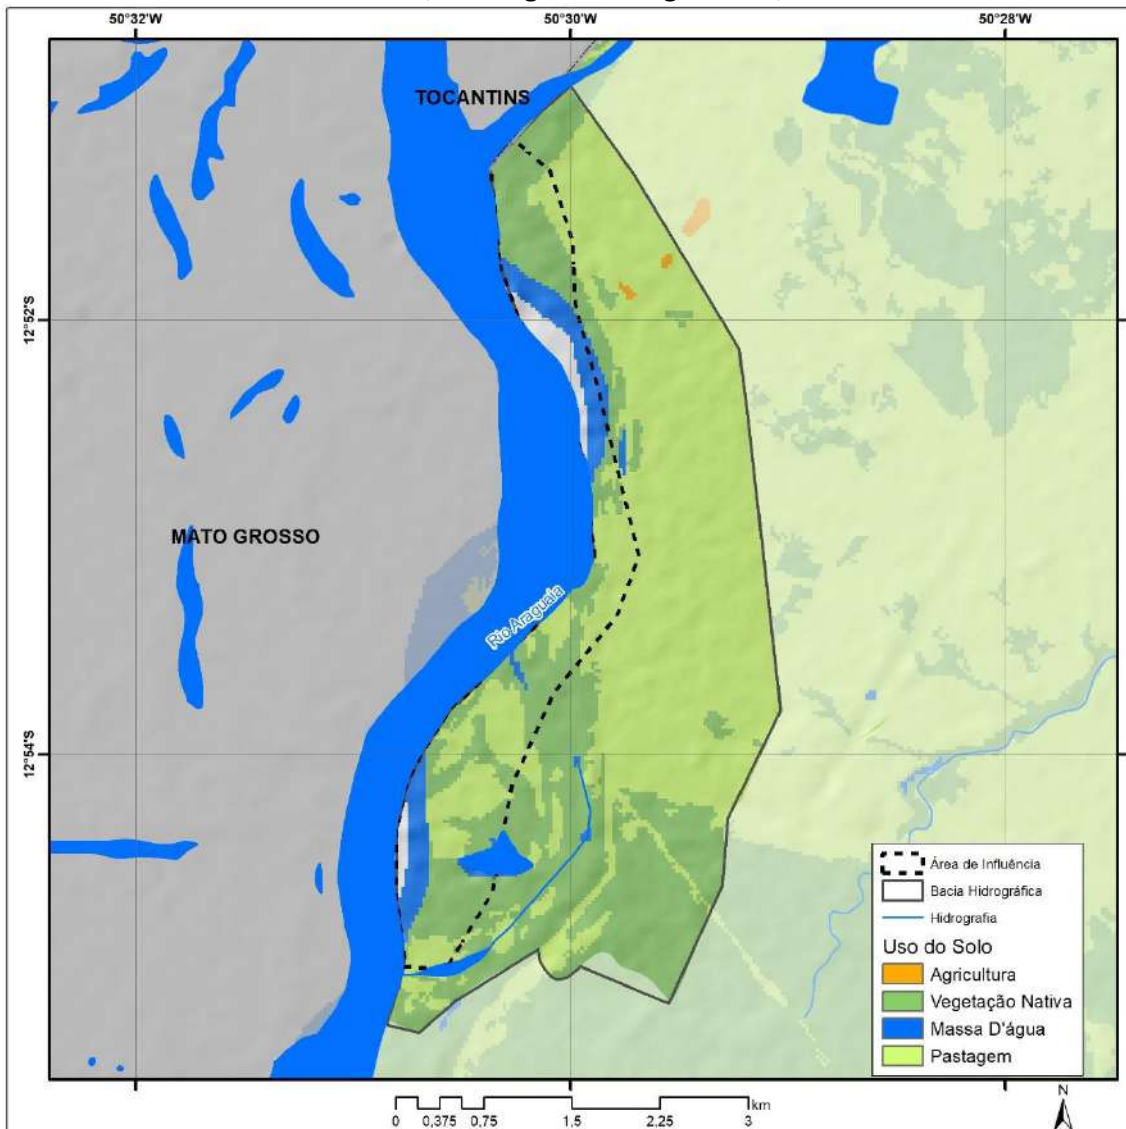 50°32'W 50°30'W 50°28'W
TOCANTINS
12°52'S
MATO GROSSO
Rio Araguaia
12°54'S
Área de Influência
Bacia Hidrográfica
Hidrografia
Uso do Solo
Agricultura
Vegetação Nativa
Massa D'água
Pastagem
N
km
0 0,375 0,75 1,5 2,25 3